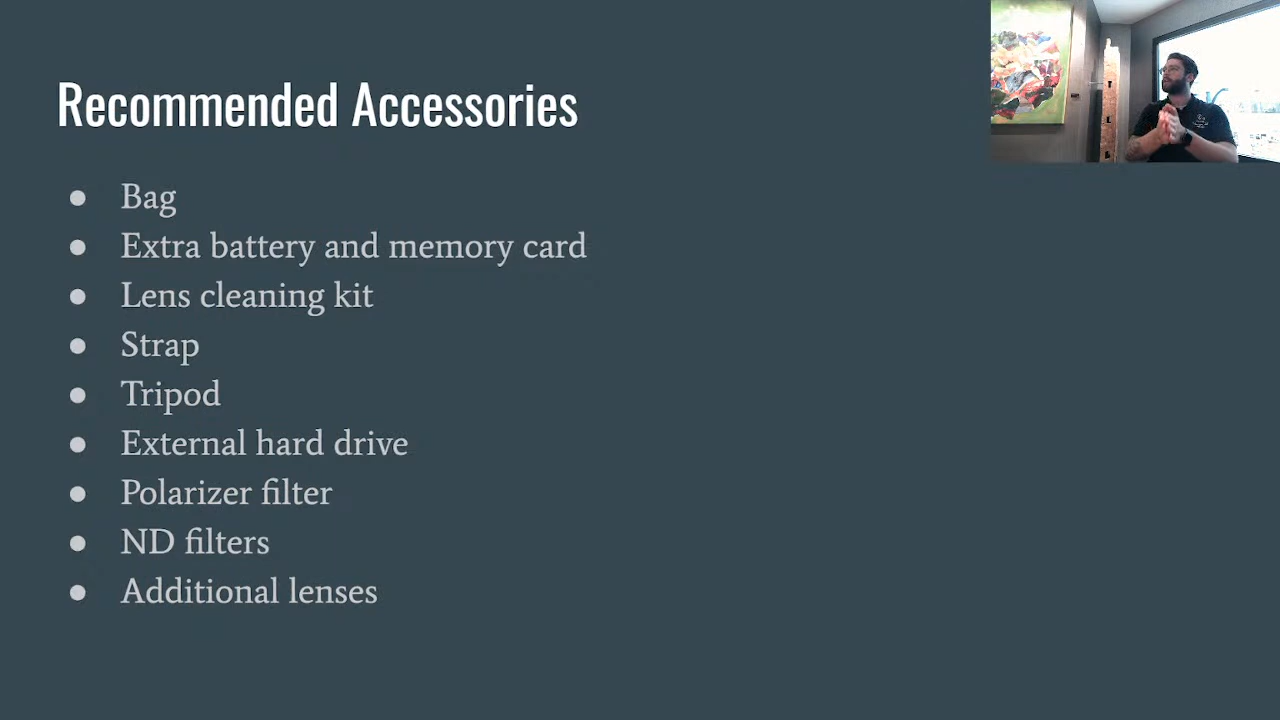 Recommended Accessories
● Bag
● Extra battery and memory card
● Lens cleaning kit
● Strap
● Tripod
● External hard drive
● Polarizer filter
● ND filters
● Additional lenses